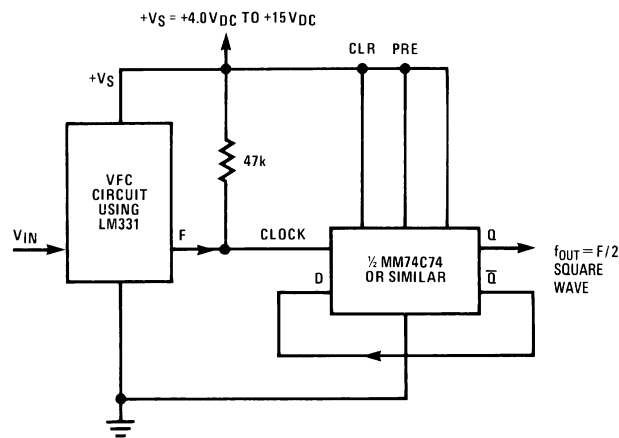 +VS = +4.0VDC TO +15VDC
CLR PRE
+VS
47k
VFC
CIRCUIT
USING
LM331
VIN
F
CLOCK
Q
½ MM74C74
OR SIMILAR
D
Q̅
fOUT = F/2
SQUARE
WAVE